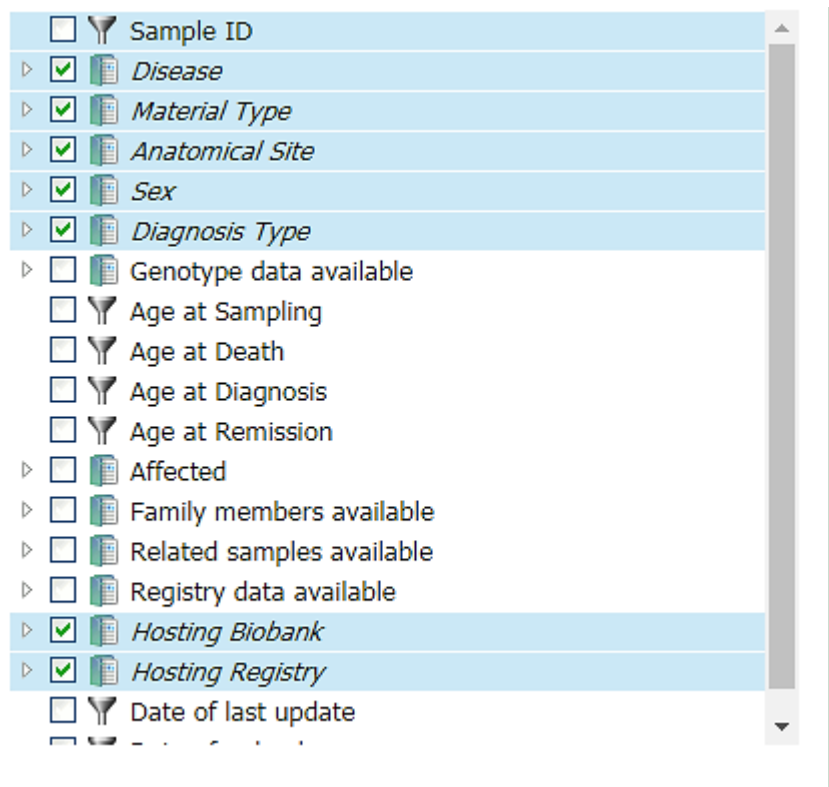 Sample ID
Disease
Material Type
Anatomical Site
Sex
Diagnosis Type
Genotype data available
Age at Sampling
Age at Death
Age at Diagnosis
Age at Remission
Affected
Family members available
Related samples available
Registry data available
Hosting Biobank
Hosting Registry
Date of last update